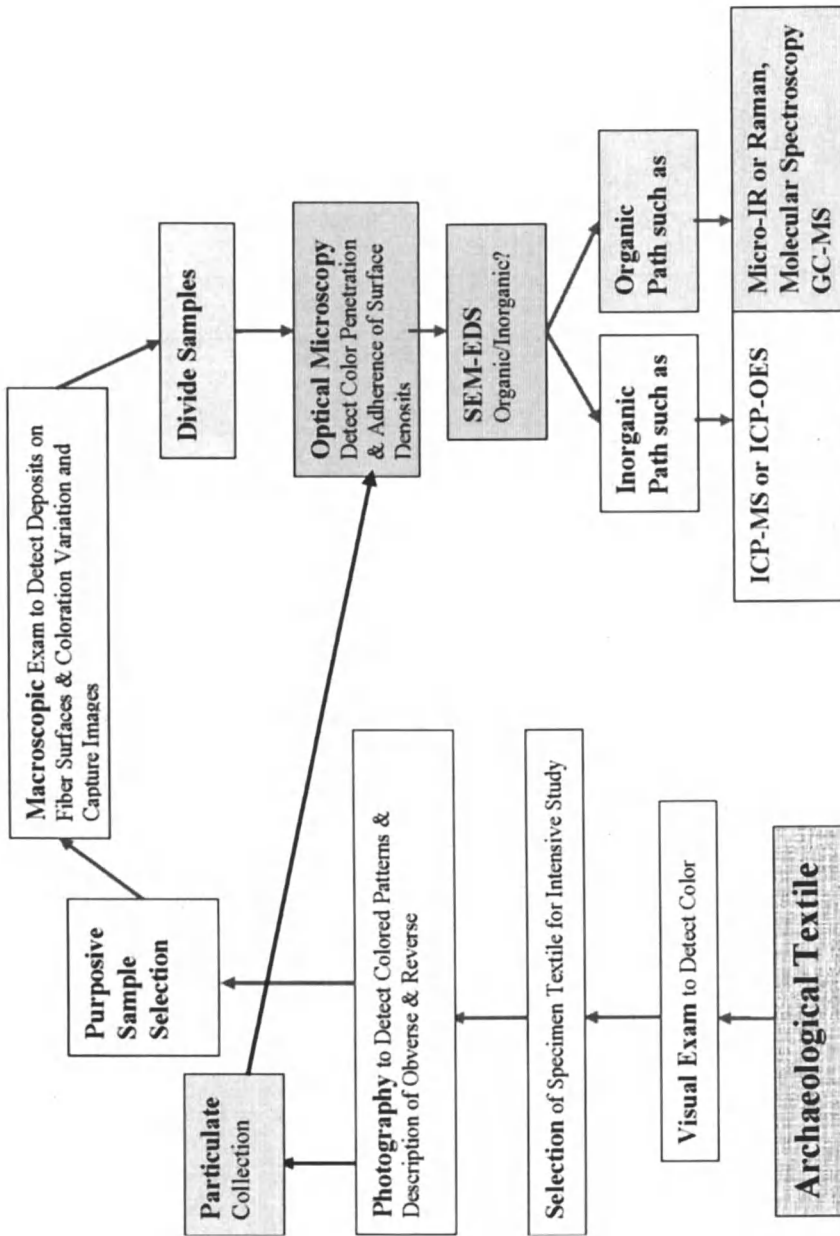 Archaeological Textile
Visual Exam to Detect Color
Selection of Specimen Textile for Intensive Study
Photography to Detect Colored Patterns &
Description of Obverse & Reverse
Particulate
Collection
Purposive
Sample
Selection
Macroscopic Exam to Detect Deposits on
Fiber Surfaces & Coloration Variation and
Capture Images
Divide Samples
Optical Microscopy
Detect Color Penetration
& Adherence of Surface
Denosits
SEM-EDS
Organic/Inorganic?
Inorganic
Path such as
Organic
Path such as
ICP-MS or ICP-OES
Micro-IR or Raman,
Molecular Spectroscopy
GC-MS